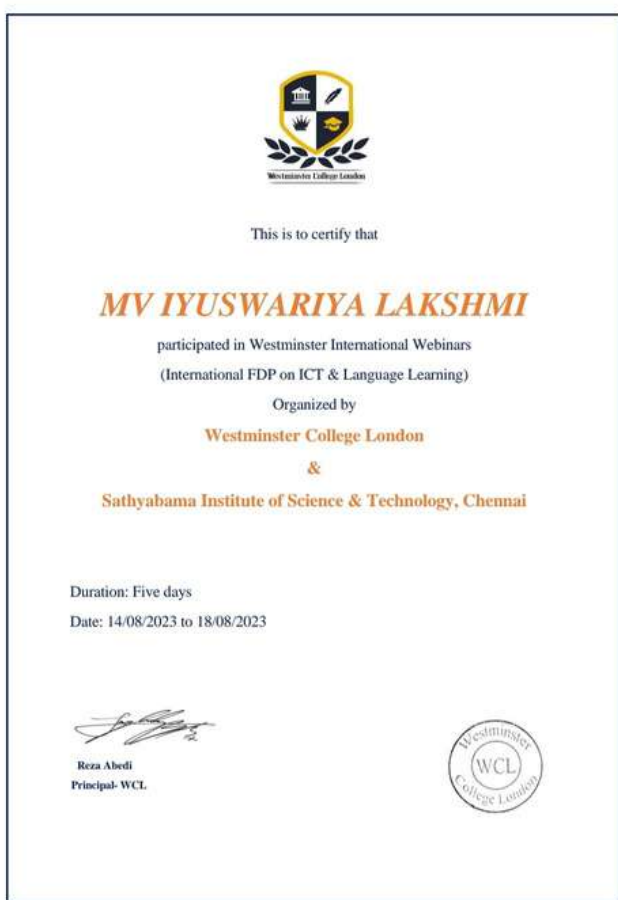 Westminster College London
This is to certify that
MV IYUSWARIYA LAKSHMI
participated in Westminster International Webinars
(International FDP on ICT & Language Learning)
Organized by
Westminster College London
&
Sathyabama Institute of Science & Technology, Chennai
Duration: Five days
Date: 14/08/2023 to 18/08/2023
Reza Abedi
Principal- WCL
Westminster
WCL
College London